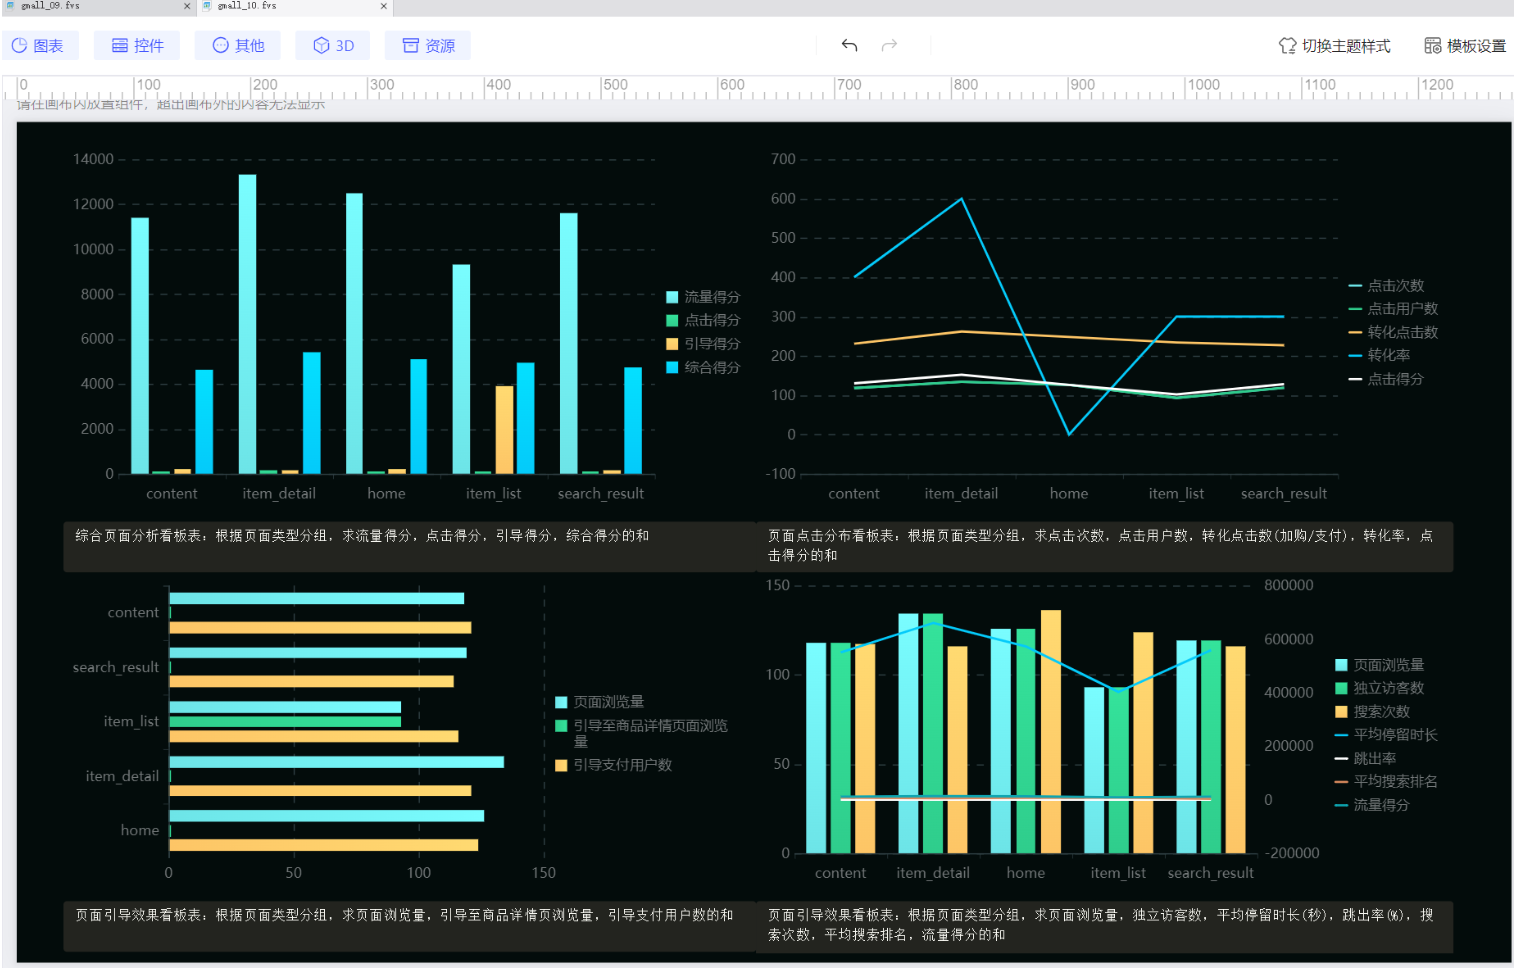 gmall_09.fvs × gmall_10.fvs ×
图表 控件 其他 3D 资源 切换主题样式 模板设置
0 100 200 300 400 500 600 700 800 900 1000 1100 1200
请在画布内放置组件，超出画布外的内容无法显示
14000
12000
10000
8000
6000
4000
2000
0
content item_detail home item_list search_result
流量得分
点击得分
引导得分
综合得分
700
600
500
400
300
200
100
0
-100
content item_detail home item_list search_result
点击次数
点击用户数
转化点击数
转化率
点击得分
综合页面分析看板表：根据页面类型分组，求流量得分，点击得分，引导得分，综合得分的和
页面点击分布看板表：根据页面类型分组，求点击次数，点击用户数，转化点击数(加购/支付)，转化率，点
击得分的和
content
search_result
item_list
item_detail
home
0 50 100 150
页面浏览量
引导至商品详情页面浏览
量
引导支付用户数
150
100
50
0
800000
600000
400000
200000
0
-200000
content item_detail home item_list search_result
页面浏览量
独立访客数
搜索次数
平均停留时长
跳出率
平均搜索排名
流量得分
页面引导效果看板表：根据页面类型分组，求页面浏览量，引导至商品详情页浏览量，引导支付用户数的和
页面引导效果看板表：根据页面类型分组，求页面浏览量，独立访客数，平均停留时长(秒)，跳出率(%)，搜
索次数，平均搜索排名，流量得分的和